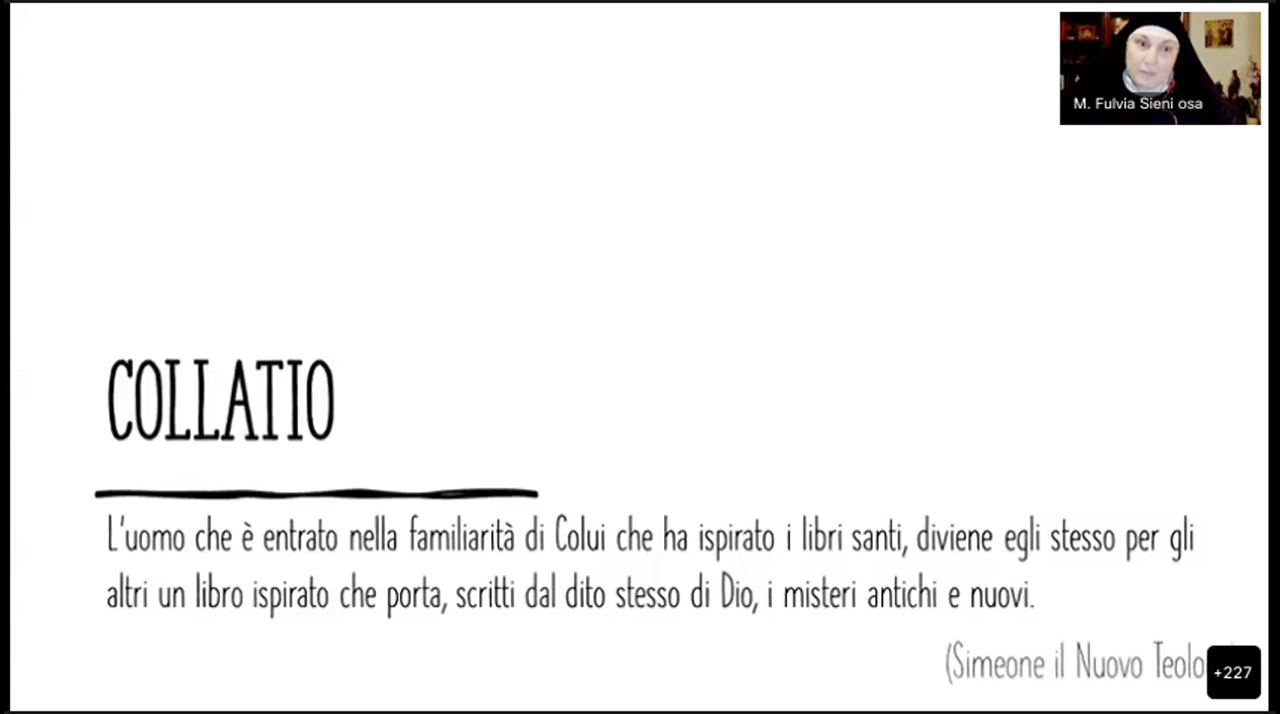 M. Fulvia Sieni osa
COLLATIO
L'uomo che è entrato nella familiarità di Colui che ha ispirato i libri santi, diviene egli stesso per gli
altri un libro ispirato che porta, scritti dal dito stesso di Dio, i misteri antichi e nuovi.
(Simeone il Nuovo
+227